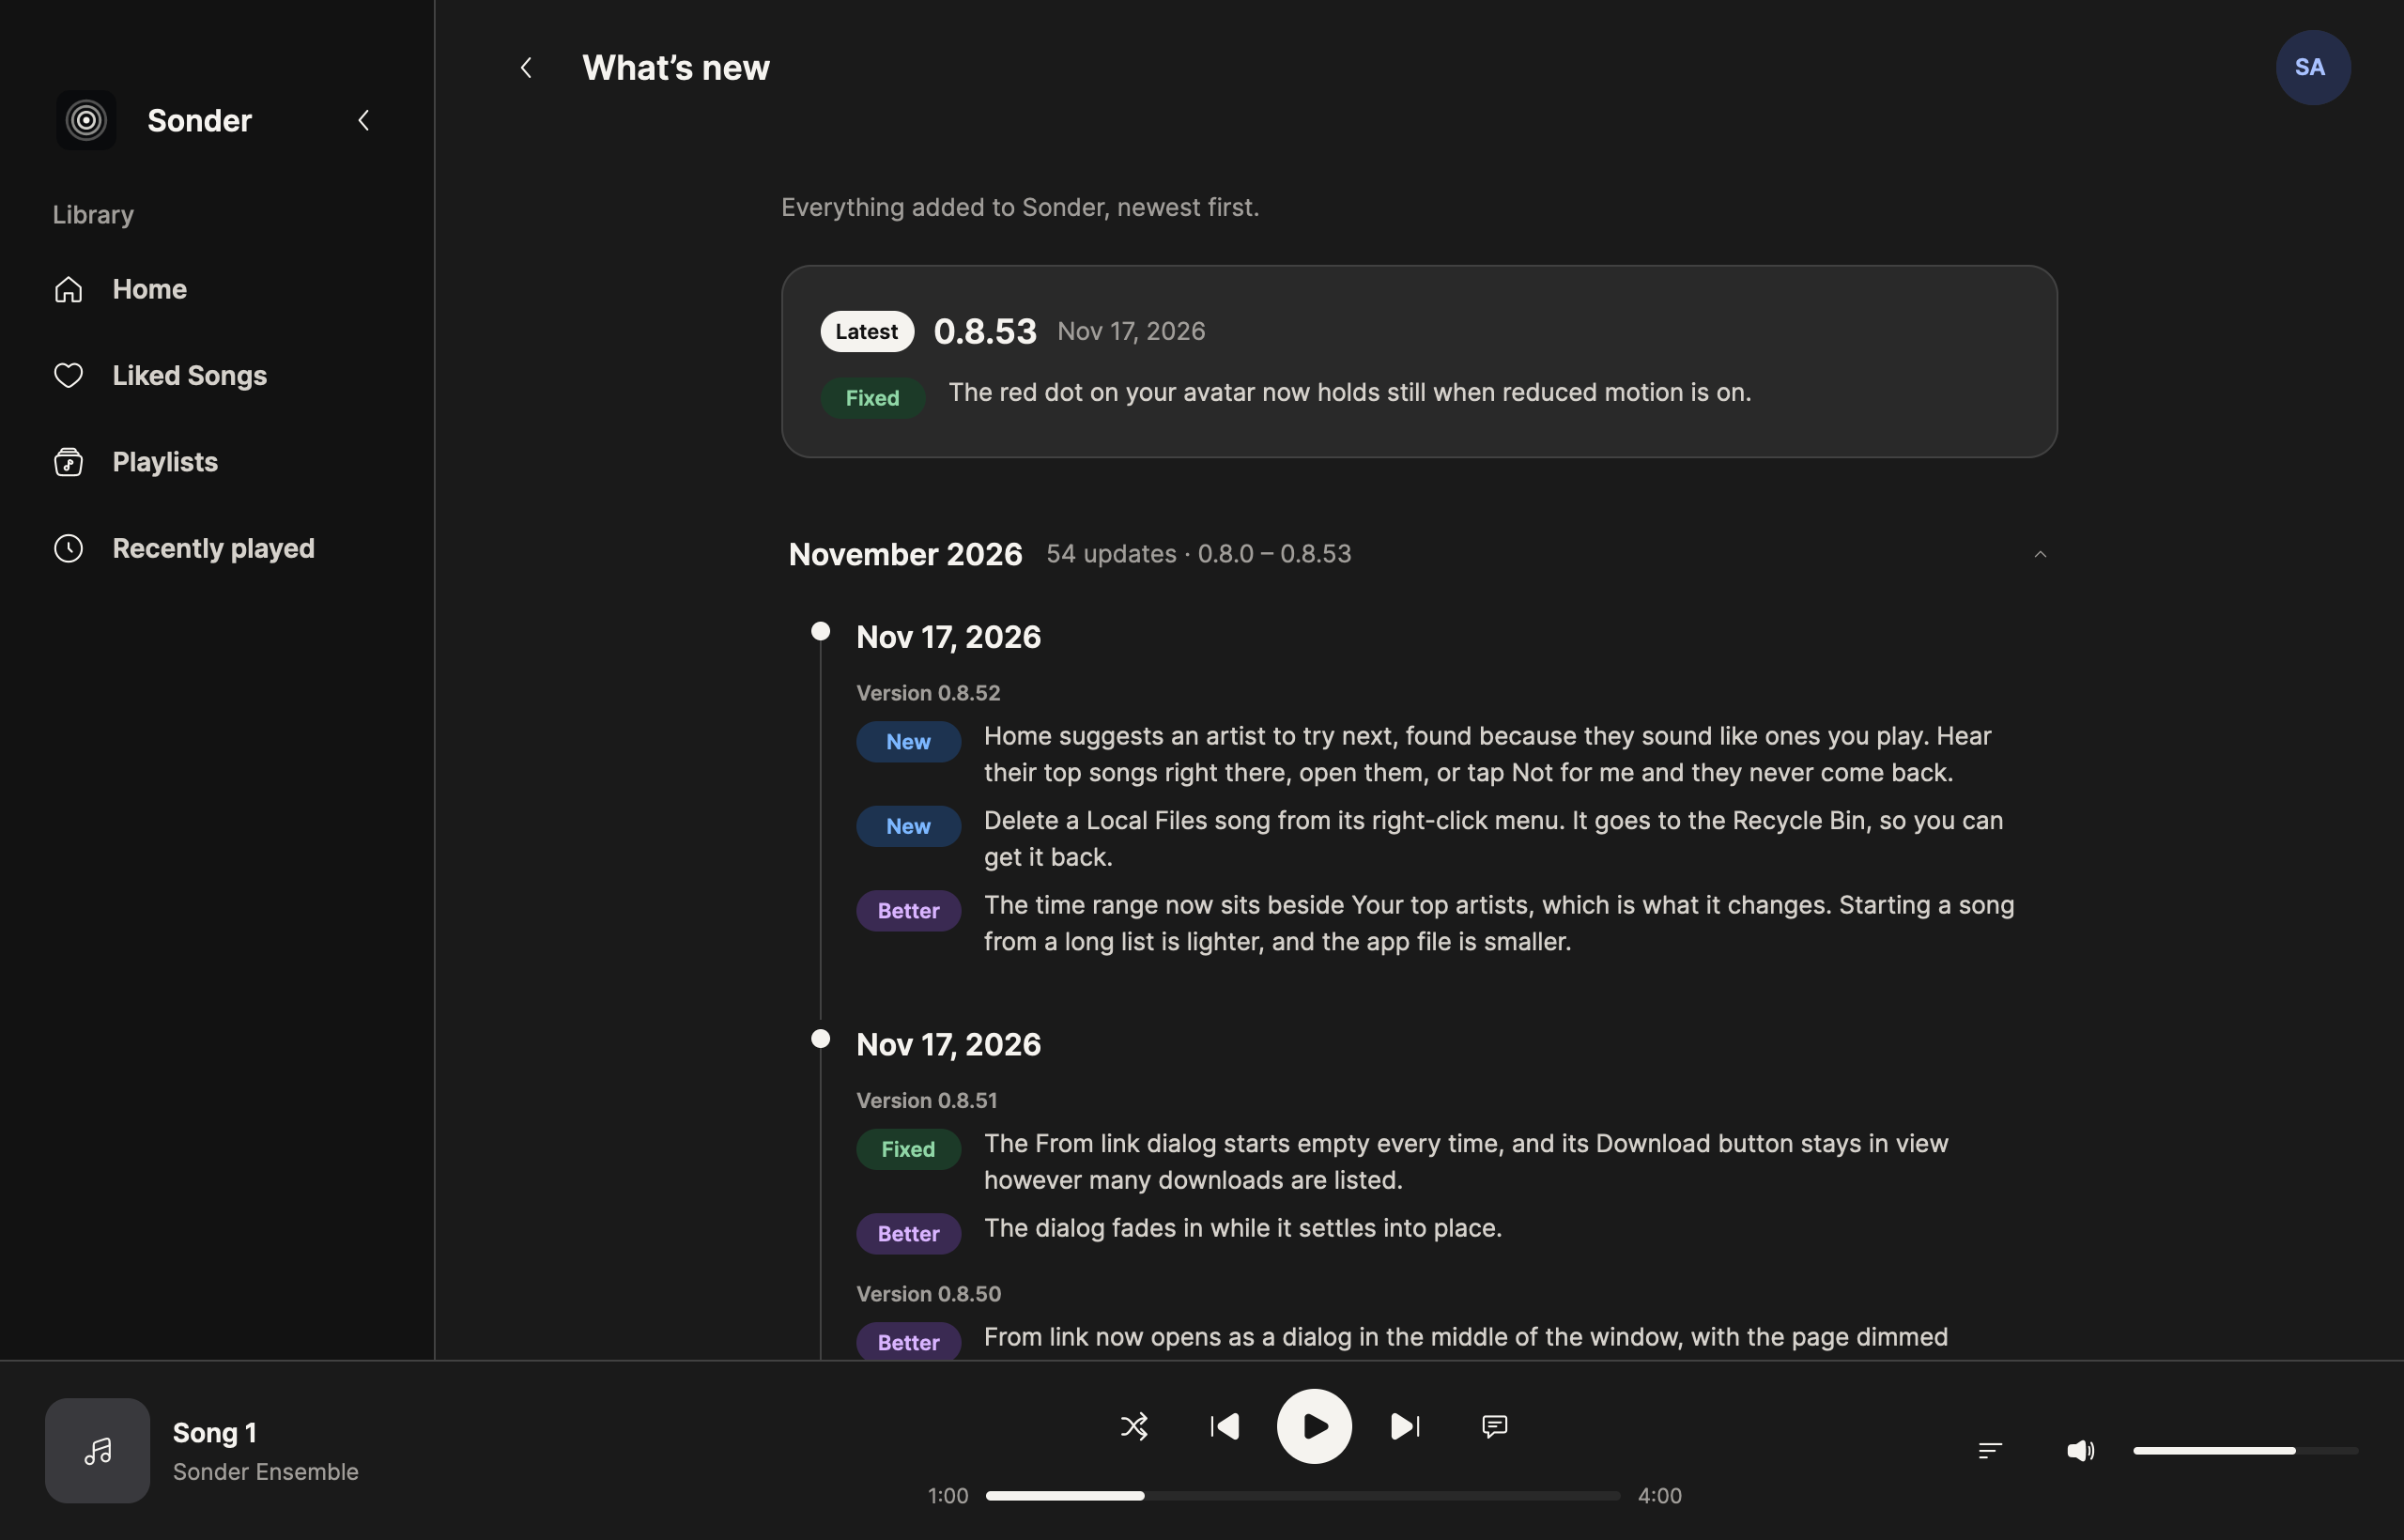 Sonder
Library
Home
Liked Songs
Playlists
Recently played
What’s new
SA
Everything added to Sonder, newest first.
Latest 0.8.53 Nov 17, 2026
Fixed The red dot on your avatar now holds still when reduced motion is on.
November 2026 54 updates · 0.8.0 – 0.8.53
Nov 17, 2026
Version 0.8.52
New Home suggests an artist to try next, found because they sound like ones you play. Hear
their top songs right there, open them, or tap Not for me and they never come back.
New Delete a Local Files song from its right-click menu. It goes to the Recycle Bin, so you can
get it back.
Better The time range now sits beside Your top artists, which is what it changes. Starting a song
from a long list is lighter, and the app file is smaller.
Nov 17, 2026
Version 0.8.51
Fixed The From link dialog starts empty every time, and its Download button stays in view
however many downloads are listed.
Better The dialog fades in while it settles into place.
Version 0.8.50
Better From link now opens as a dialog in the middle of the window, with the page dimmed
Song 1
Sonder Ensemble
1:00
4:00